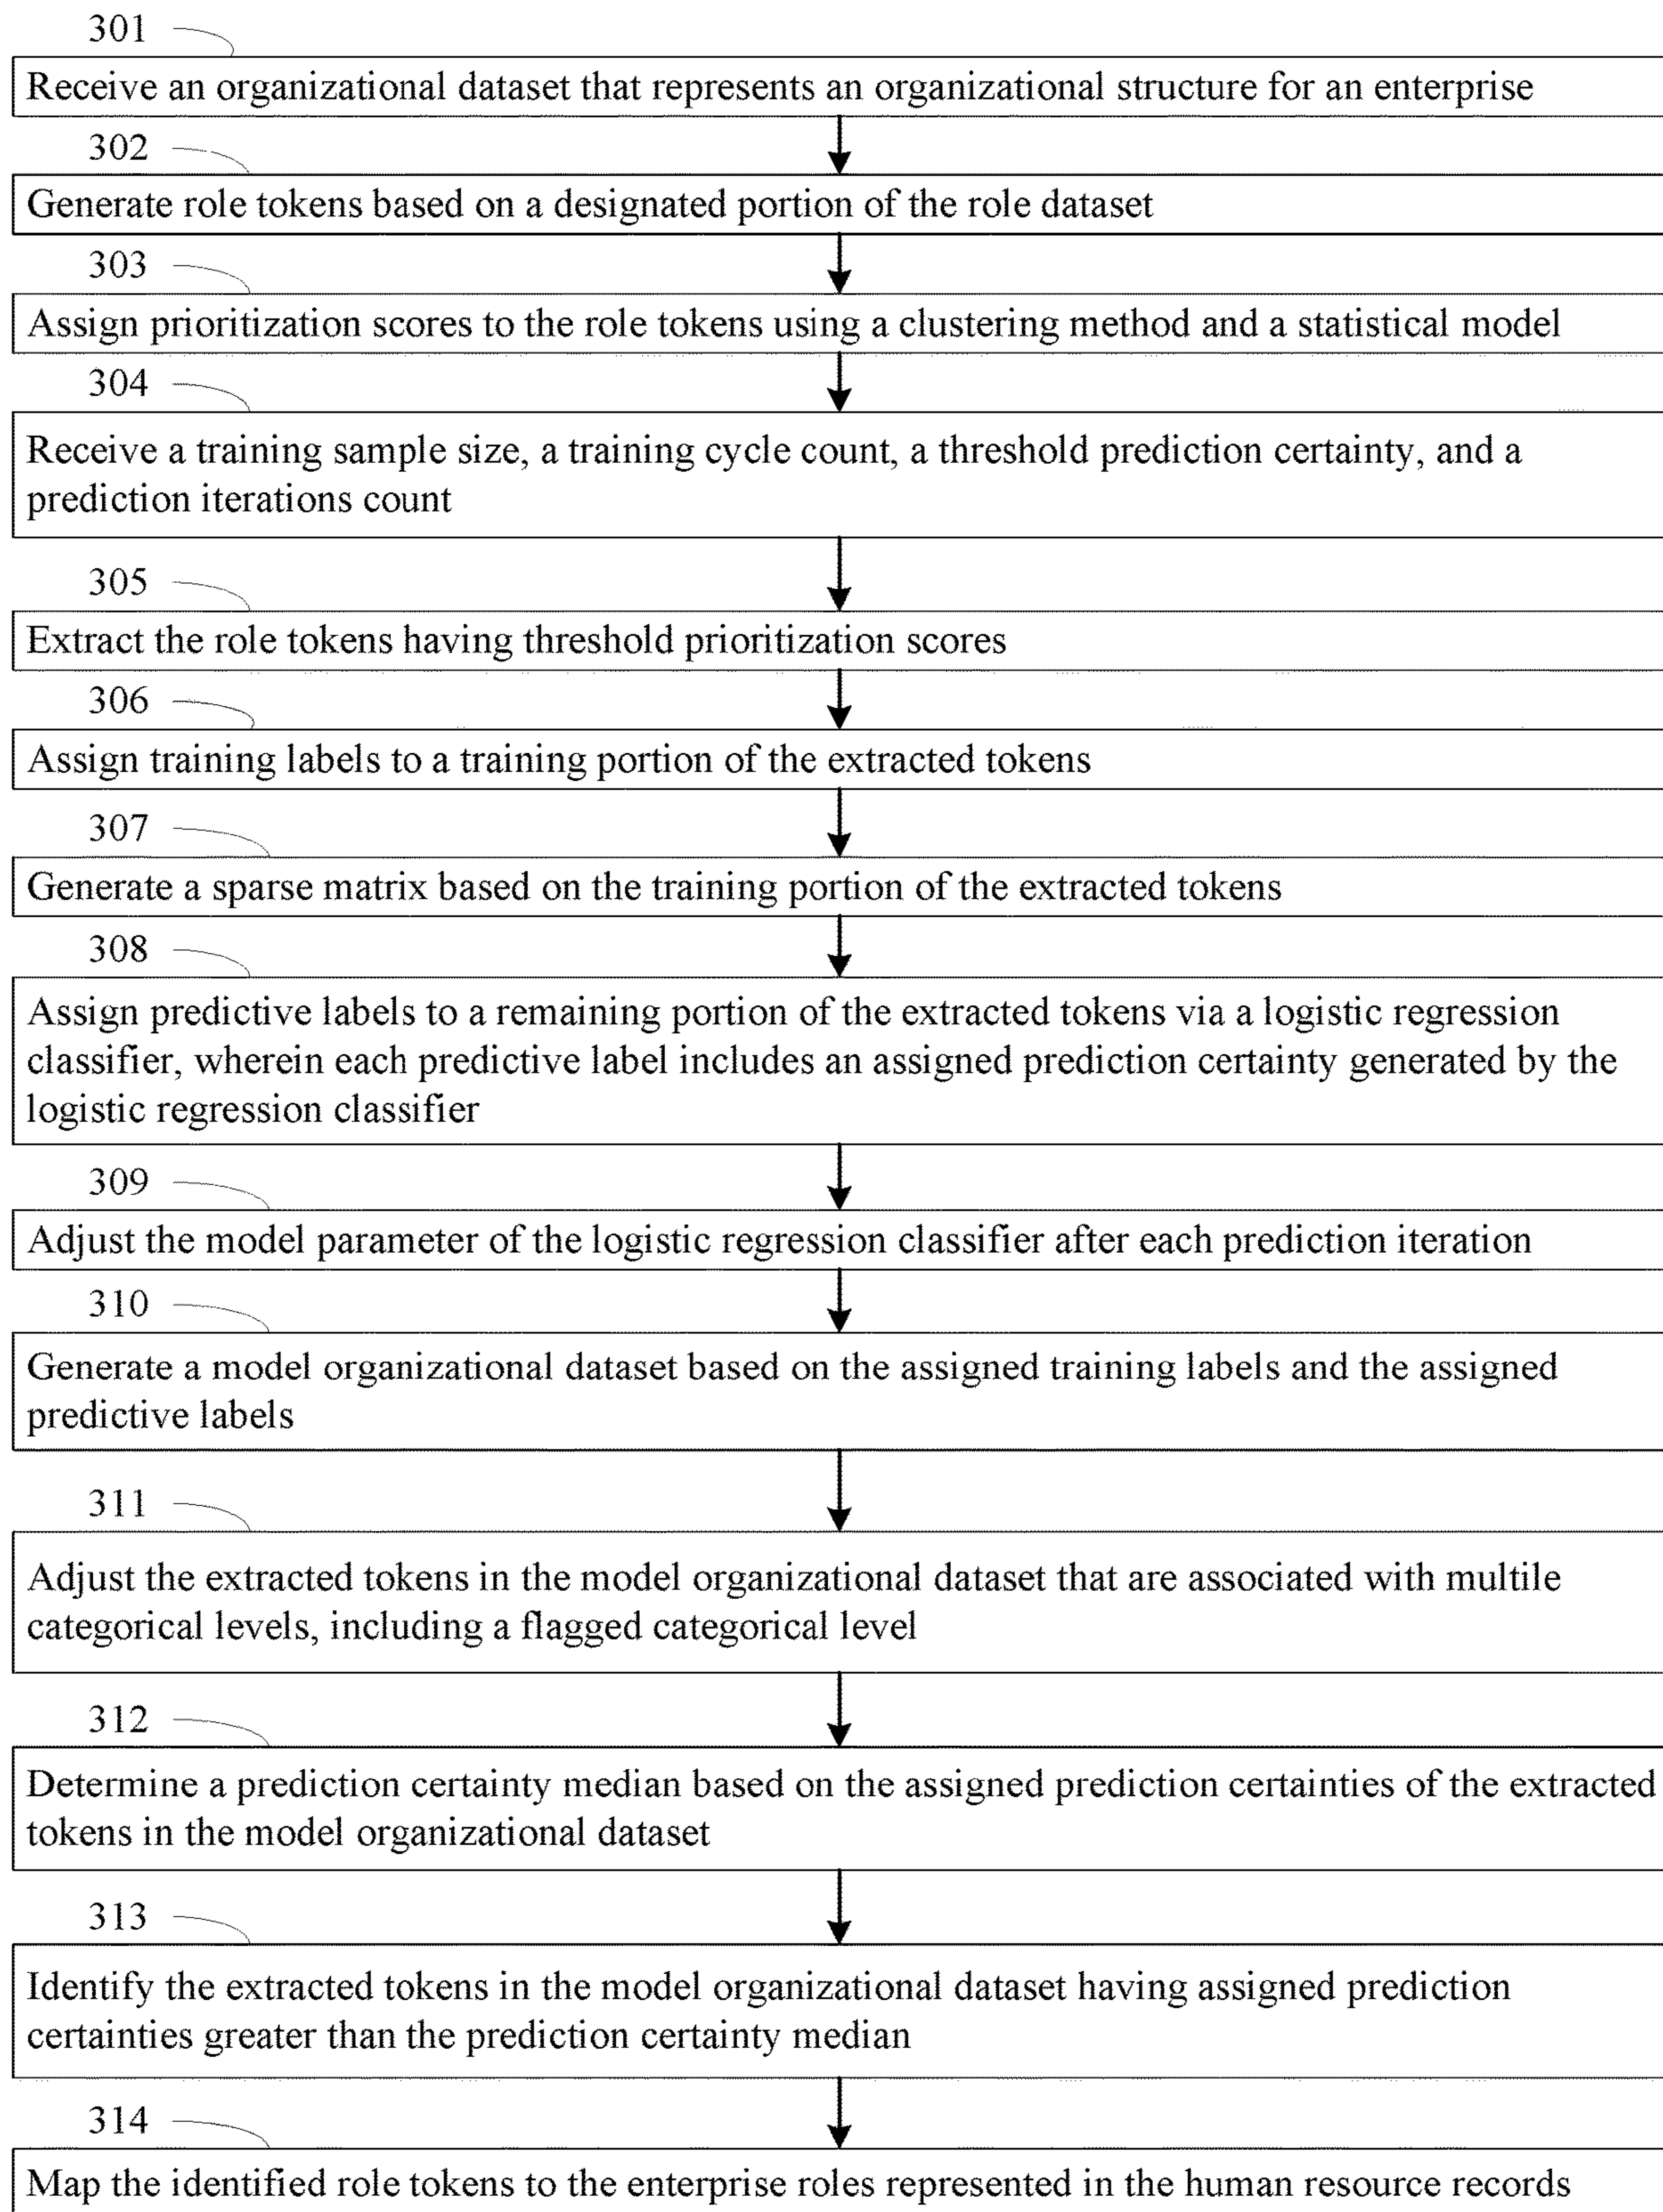 301
Receive an organizational dataset that represents an organizational structure for an enterprise
302
Generate role tokens based on a designated portion of the role dataset
303
Assign prioritization scores to the role tokens using a clustering method and a statistical model
304
Receive a training sample size, a training cycle count, a threshold prediction certainty, and a
prediction iterations count
305
Extract the role tokens having threshold prioritization scores
306
Assign training labels to a training portion of the extracted tokens
307
Generate a sparse matrix based on the training portion of the extracted tokens
308
Assign predictive labels to a remaining portion of the extracted tokens via a logistic regression
classifier, wherein each predictive label includes an assigned prediction certainty generated by the
logistic regression classifier
309
Adjust the model parameter of the logistic regression classifier after each prediction iteration
310
Generate a model organizational dataset based on the assigned training labels and the assigned
predictive labels
311
Adjust the extracted tokens in the model organizational dataset that are associated with multile
categorical levels, including a flagged categorical level
312
Determine a prediction certainty median based on the assigned prediction certainties of the extracted
tokens in the model organizational dataset
313
Identify the extracted tokens in the model organizational dataset having assigned prediction
certainties greater than the prediction certainty median
314
Map the identified role tokens to the enterprise roles represented in the human resource records